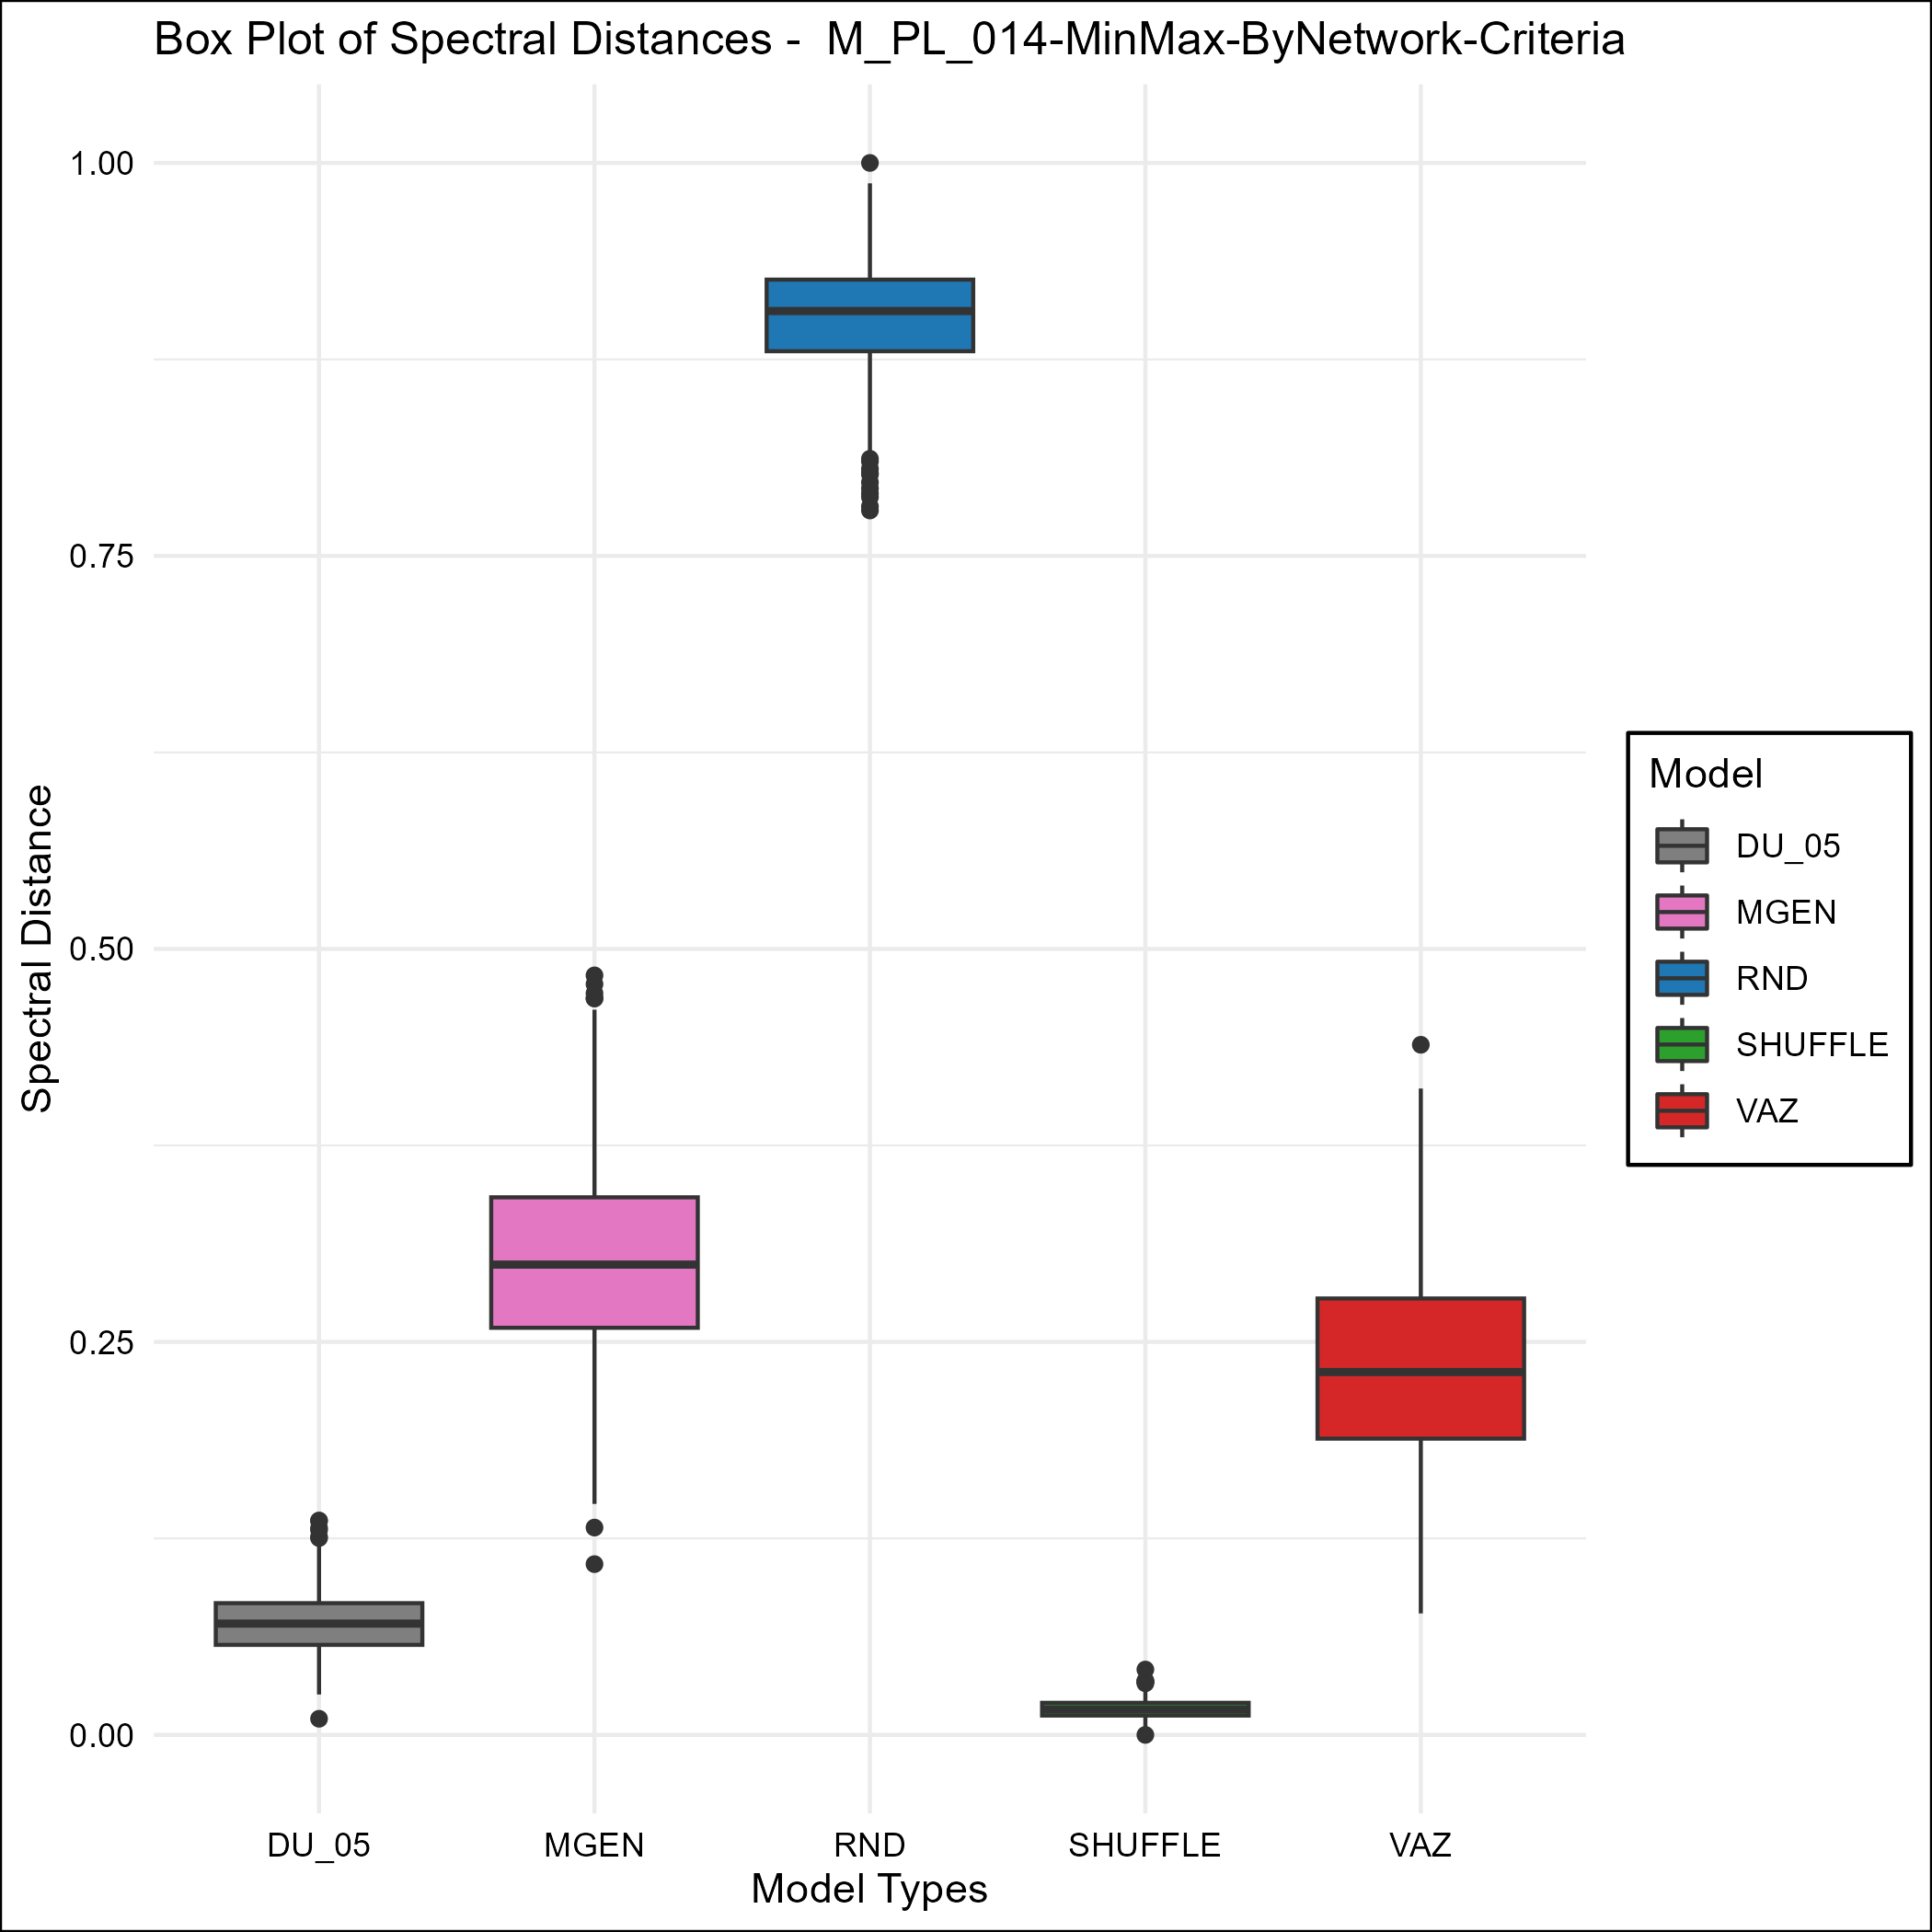 Box Plot of Spectral Distances -  M_PL_014-MinMax-ByNetwork-Criteria
1.00
0.75
0.50
0.25
0.00
Spectral Distance
DU_05
MGEN
RND
SHUFFLE
VAZ
Model Types
Model
DU_05
MGEN
RND
SHUFFLE
VAZ